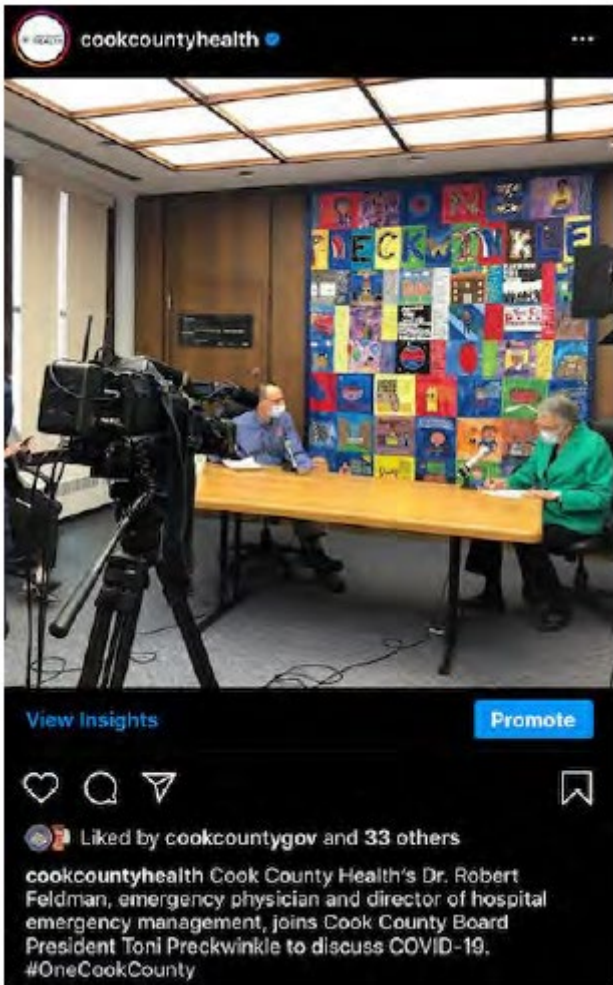 HEALTH
cookcountyhealth
ONI
PRECKWINKLE
View Insights
Promote
Liked by cookcountygov and 33 others
cookcountyhealth Cook County Health's Dr. Robert
Feldman, emergency physician and director of hospital
emergency management, joins Cook County Board
President Toni Preckwinkle to discuss COVID-19.
#OneCookCounty